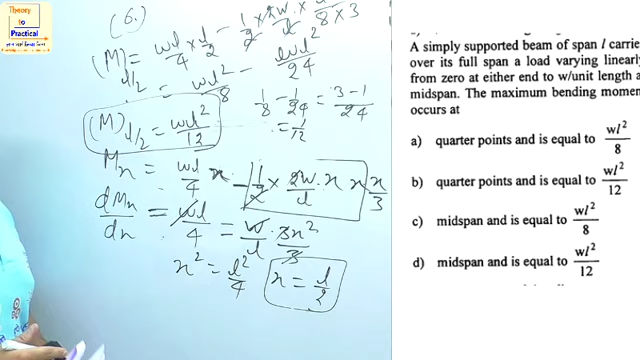 Theory
to
Practical
(6.)
(M)l/2 = wl/4 × l/2 − 1/2 × 2w/l ×
/8×3
= wl²/8 − wl²/24
(M)l/2 = wl²/12
1/8 − 1/24 = 3−1/24
= 1/12
Mx = wl/4 x − 1/2 × 2w/l · x × x/3
dMx/dx = wl/4 = w/l · 3x²/3
x² = l²/4
x = l/2
A simply supported beam of span l carrie
over its full span a load varying linearly
from zero at either end to w/unit length a
midspan. The maximum bending momen
occurs at
a) quarter points and is equal to wl²/8
b) quarter points and is equal to wl²/12
c) midspan and is equal to wl²/8
d) midspan and is equal to wl²/12